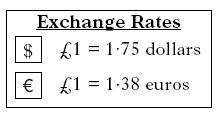 Exchange Rates
$ £1 = 1·75 dollars
€ £1 = 1·38 euros